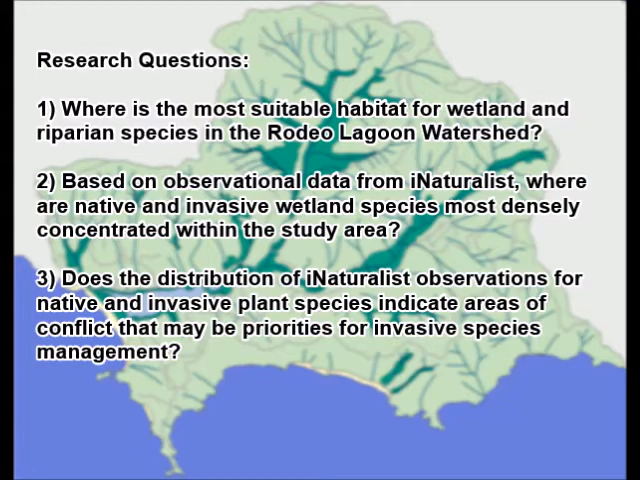 Research Questions:
1) Where is the most suitable habitat for wetland and
riparian species in the Rodeo Lagoon Watershed?
2) Based on observational data from iNaturalist, where
are native and invasive wetland species most densely
concentrated within the study area?
3) Does the distribution of iNaturalist observations for
native and invasive plant species indicate areas of
conflict that may be priorities for invasive species
management?